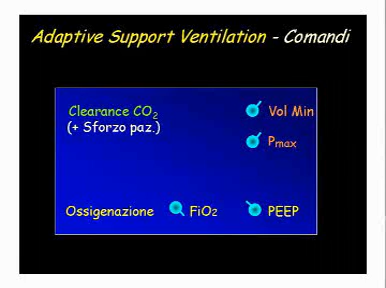 Adaptive Support Ventilation - Comandi
Clearance CO₂
(+ Sforzo paz.)
Vol Min
Pmax
Ossigenazione
FiO2
PEEP